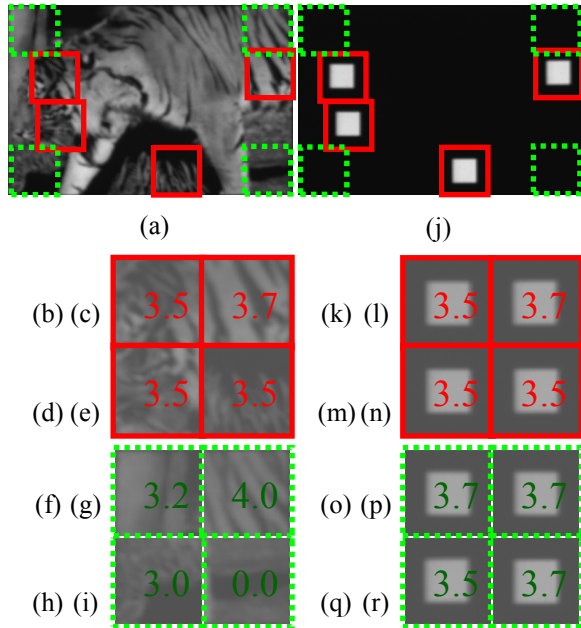 (a) (j)
(b) (c) 3.5 3.7 (k) (l) 3.5 3.7
(d) (e) 3.5 3.5 (m) (n) 3.5 3.5
(f) (g) 3.2 4.0 (o) (p) 3.7 3.7
(h) (i) 3.0 0.0 (q) (r) 3.5 3.7